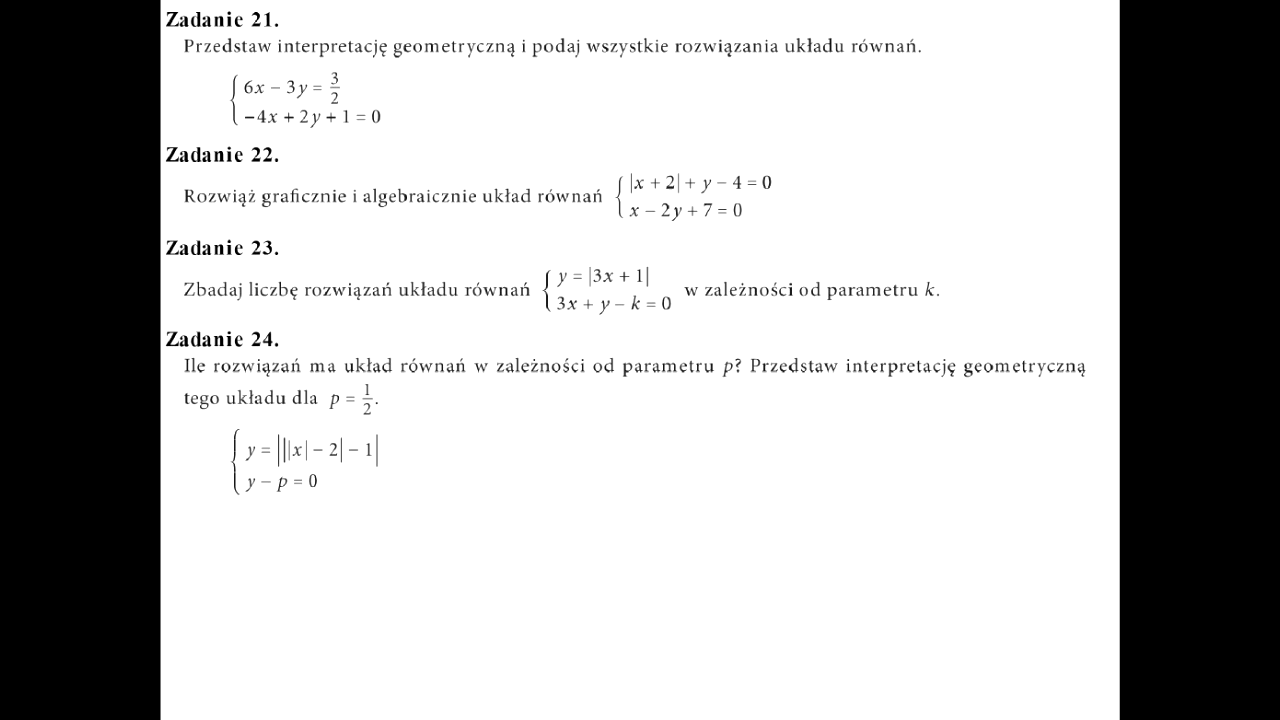 Zadanie 21.
Przedstaw interpretację geometryczną i podaj wszystkie rozwiązania układu równań.
6x − 3y = 3/2
−4x + 2y + 1 = 0
Zadanie 22.
Rozwiąż graficznie i algebraicznie układ równań { |x + 2| + y − 4 = 0
x − 2y + 7 = 0
Zadanie 23.
Zbadaj liczbę rozwiązań układu równań { y = |3x + 1|
3x + y − k = 0 w zależności od parametru k.
Zadanie 24.
Ile rozwiązań ma układ równań w zależności od parametru p? Przedstaw interpretację geometryczną
tego układu dla p = 1/2.
y = |||x| − 2| − 1|
y − p = 0